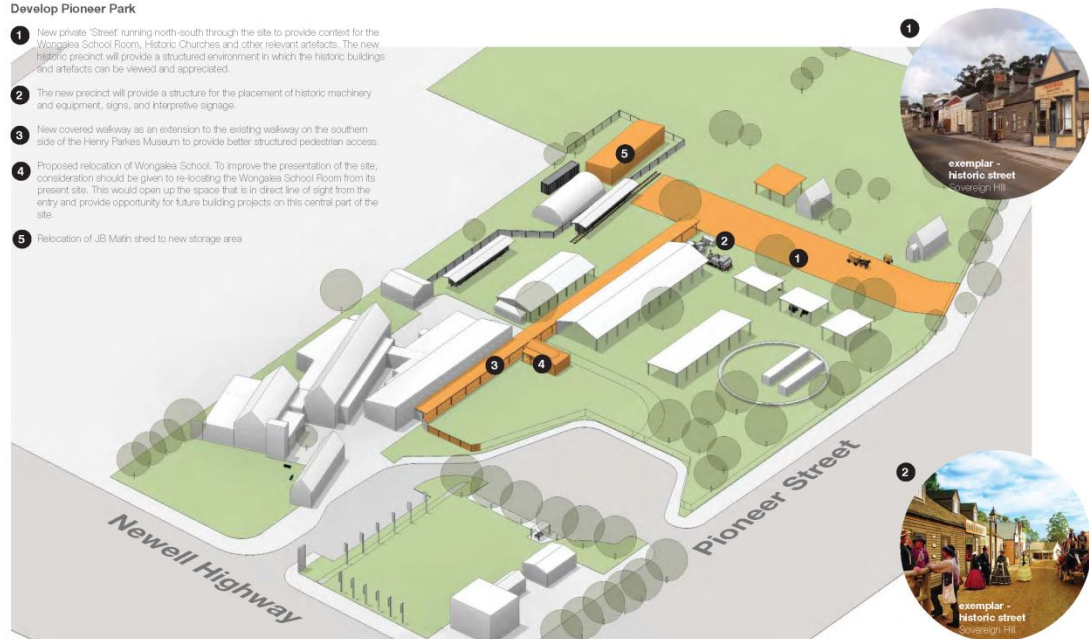 Develop Pioneer Park
1 New private 'Street' running north-south through the site to provide context for the
Wongalea School Room, Historic Churches and other relevant artefacts. The new
historic precinct will provide a structured environment in which the historic buildings
and artefacts can be viewed and appreciated.
2 The new precinct will provide a structure for the placement of historic machinery
and equipment, signs, and interpretive signage.
3 New covered walkway as an extension to the existing walkway on the southern
side of the Henry Parkes Museum to provide better structured pedestrian access.
4 Proposed relocation of Wongalea School. To improve the presentation of the site,
consideration should be given to re-locating the Wongalea School Room from its
present site. This would open up the space that is in direct line of sight from the
entry and provide opportunity for future building projects on this central part of the
site.
5 Relocation of JB Matin shed to new storage area
1
exemplar -
historic street
Sovereign Hill
5
2
1
3
4
Newell Highway
Pioneer Street
2
exemplar -
historic street
Sovereign Hill